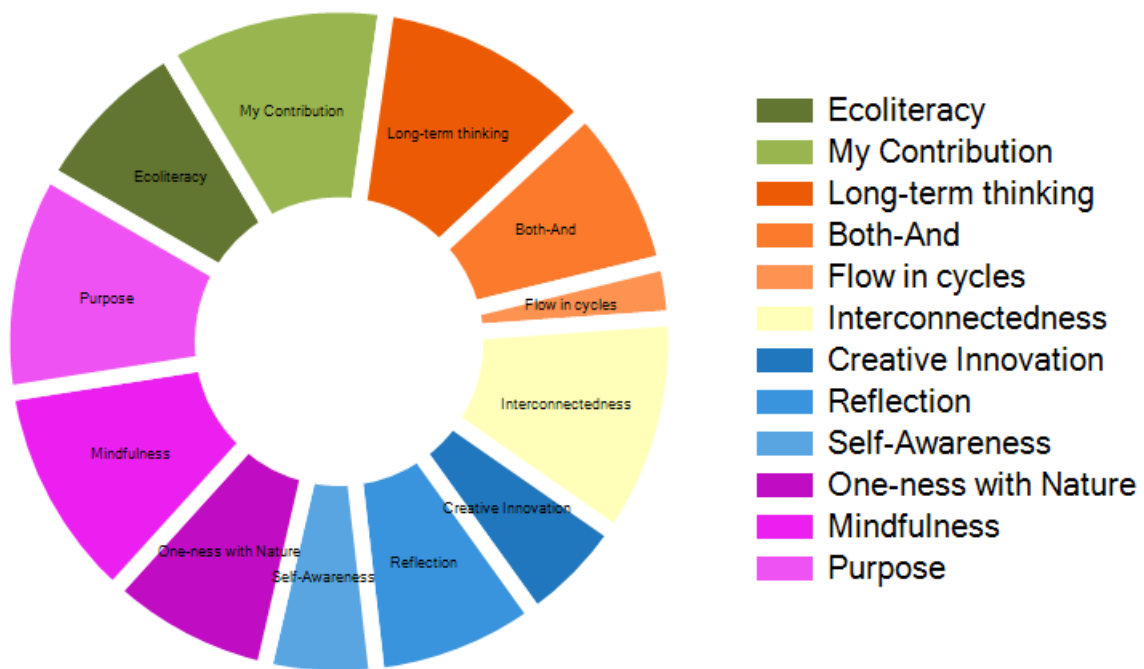 My Contribution
Long-term thinking
Ecoliteracy
Both-And
Purpose
Flow in cycles
Interconnectedness
Mindfulness
Creative Innovation
One-ness with Nature
Reflection
Self-Awareness
Ecoliteracy
My Contribution
Long-term thinking
Both-And
Flow in cycles
Interconnectedness
Creative Innovation
Reflection
Self-Awareness
One-ness with Nature
Mindfulness
Purpose